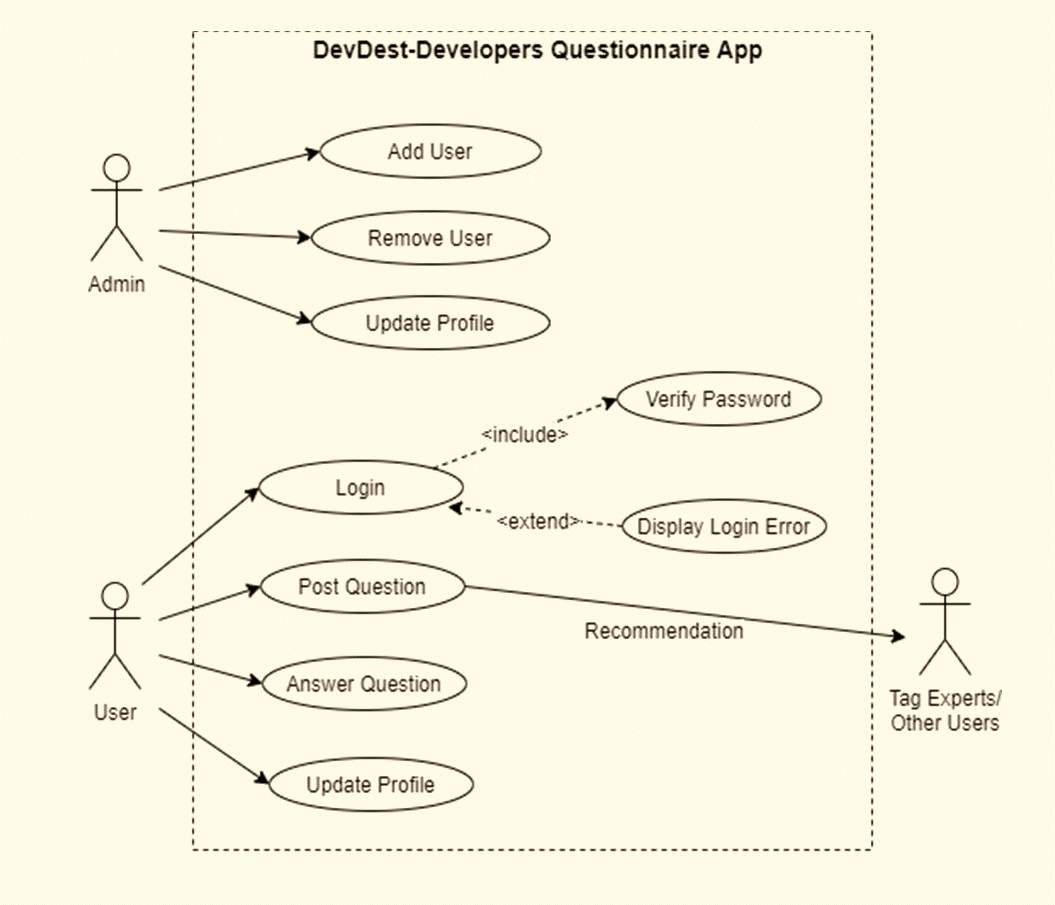 DevDest-Developers Questionnaire App
Add User
Remove User
Admin
Update Profile
Verify Password
<include>
Login
<extend>
Display Login Error
Post Question
Recommendation
Answer Question
User
Tag Experts/
Other Users
Update Profile